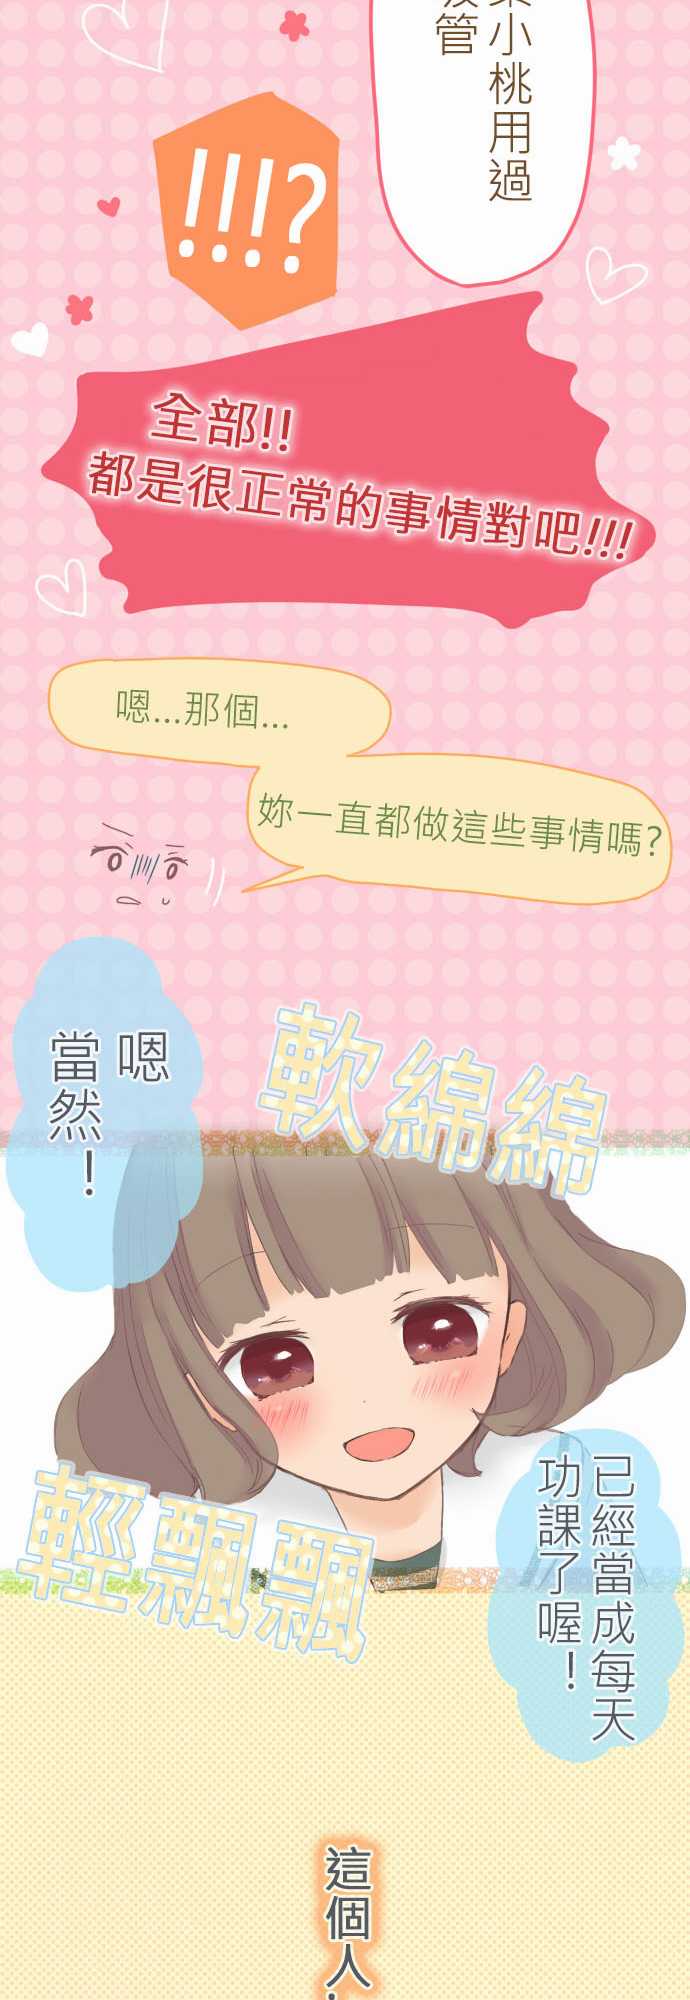 小桃用過
管
!!!?
全部!!
都是很正常的事情對吧!!!
嗯…那個…
妳一直都做這些事情嗎?
嗯
當然!
軟綿綿
輕飄飄
已經當成每天
功課了喔!
這個人